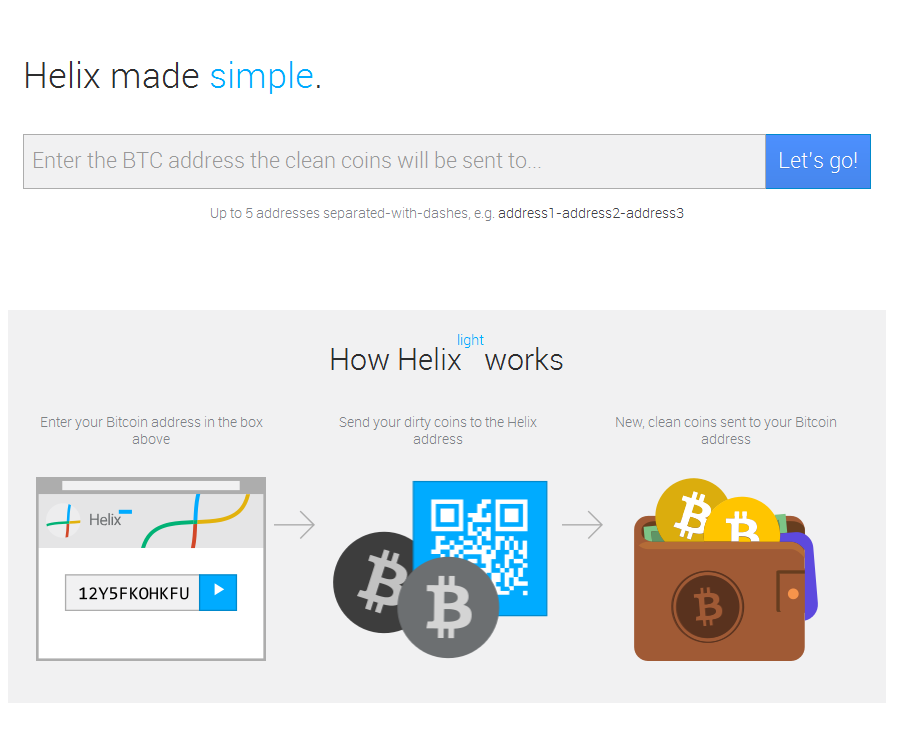 Helix made simple.
Enter the BTC address the clean coins will be sent to...
Let's go!
Up to 5 addresses separated-with-dashes, e.g. address1-address2-address3
How Helix light works
Enter your Bitcoin address in the box
above
Send your dirty coins to the Helix
address
New, clean coins sent to your Bitcoin
address
Helix
12Y5FKOHKFU